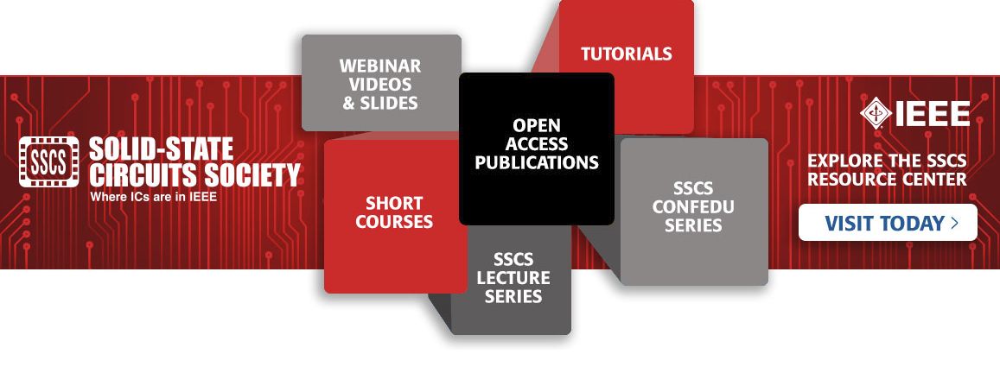 SSCS
SOLID-STATE
CIRCUITS SOCIETY
Where ICs are in IEEE
WEBINAR
VIDEOS
& SLIDES
SHORT
COURSES
OPEN
ACCESS
PUBLICATIONS
SSCS
LECTURE
SERIES
TUTORIALS
SSCS
CONFEDU
SERIES
IEEE
EXPLORE THE SSCS
RESOURCE CENTER
VISIT TODAY >